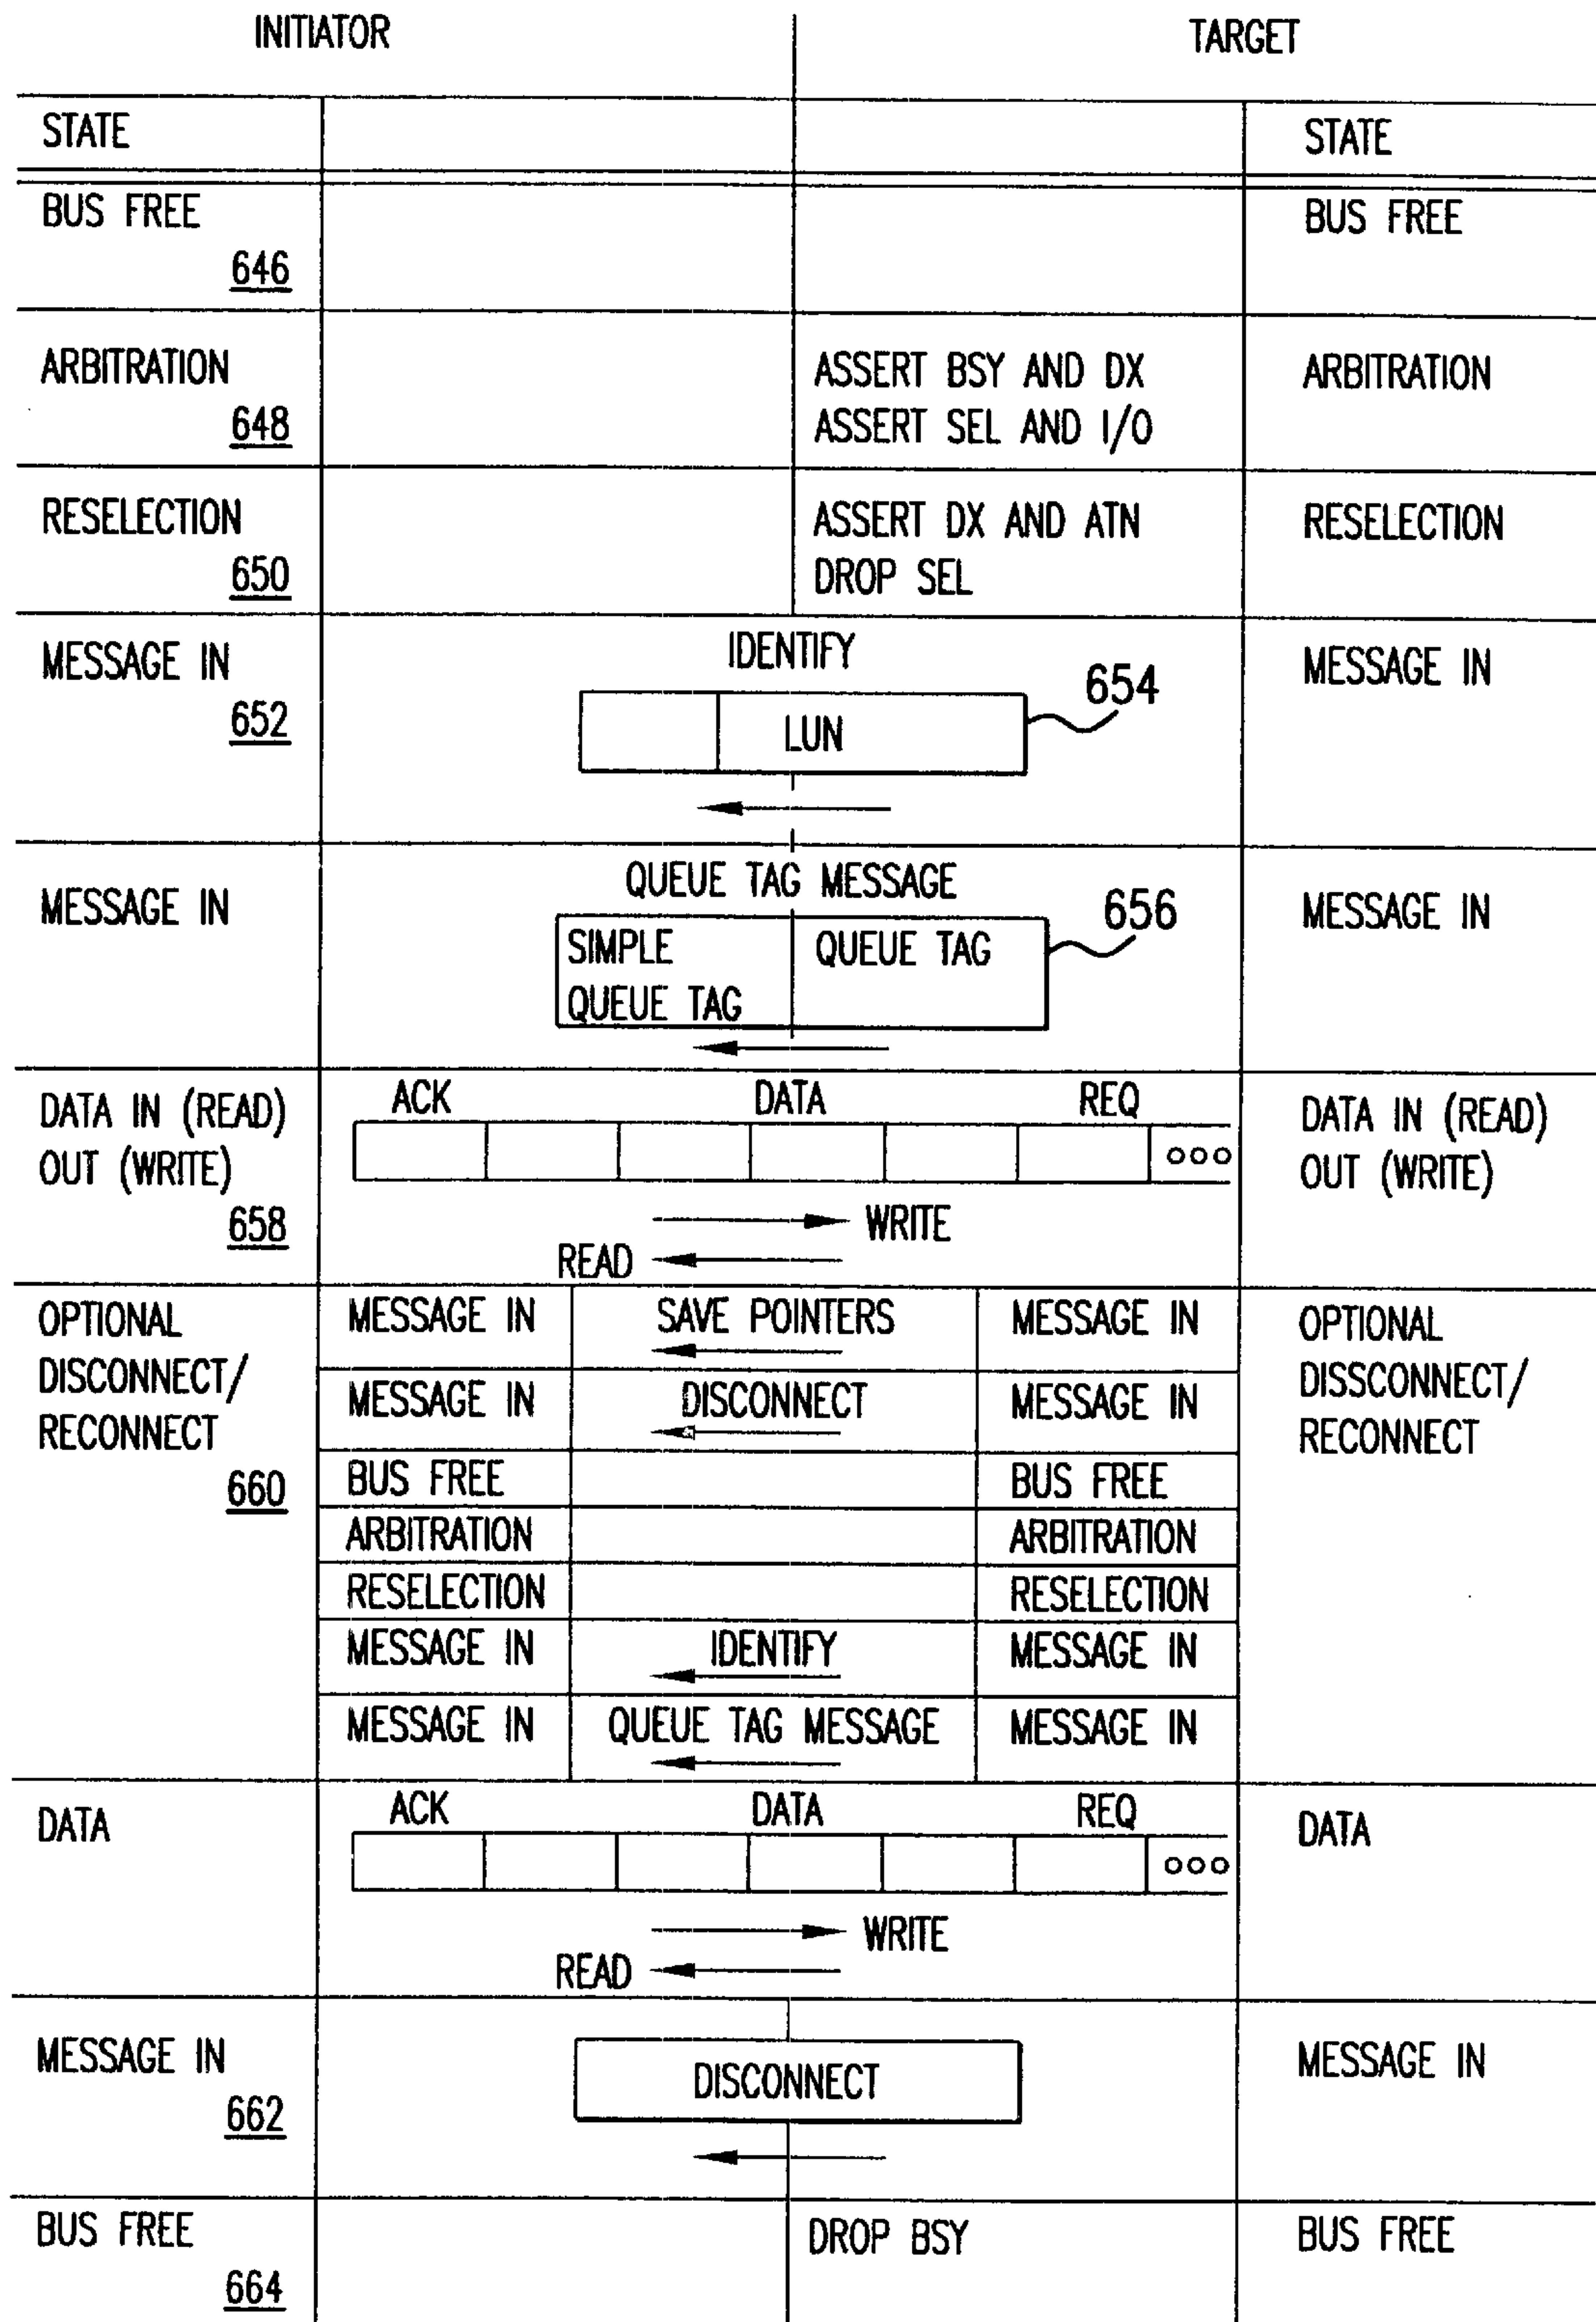 INITIATOR TARGET
STATE STATE
BUS FREE BUS FREE
646
ARBITRATION ASSERT BSY AND DX ARBITRATION
648 ASSERT SEL AND I/O
RESELECTION ASSERT DX AND ATN RESELECTION
650 DROP SEL
MESSAGE IN IDENTIFY MESSAGE IN
652 LUN 654
MESSAGE IN QUEUE TAG MESSAGE MESSAGE IN
SIMPLE QUEUE TAG 656
QUEUE TAG
DATA IN (READ) ACK DATA REQ DATA IN (READ)
OUT (WRITE) ooo OUT (WRITE)
658 WRITE
READ
OPTIONAL MESSAGE IN SAVE POINTERS MESSAGE IN OPTIONAL
DISCONNECT/ MESSAGE IN DISCONNECT MESSAGE IN DISSCONNECT/
RECONNECT RECONNECT
660 BUS FREE BUS FREE
ARBITRATION ARBITRATION
RESELECTION RESELECTION
MESSAGE IN IDENTIFY MESSAGE IN
MESSAGE IN QUEUE TAG MESSAGE MESSAGE IN
DATA ACK DATA REQ DATA
ooo
WRITE
READ
MESSAGE IN DISCONNECT MESSAGE IN
662
BUS FREE DROP BSY BUS FREE
664